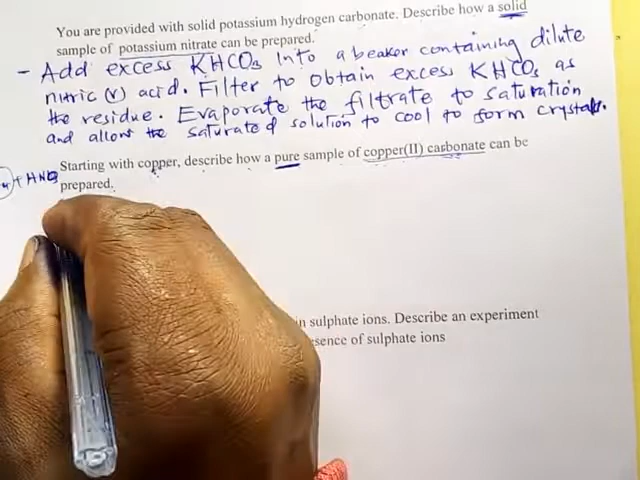 You are provided with solid potassium hydrogen carbonate. Describe how a solid
sample of potassium nitrate can be prepared.
- Add excess KHCO3 Into a beaker containing dilute
nitric (v) acid. Filter to obtain excess KHCO3 as
the residue. Evaporate the filtrate to saturation
and allow the saturated solution to cool to form crystals.
Starting with copper, describe how a pure sample of copper(II) carbonate can be
+ HNO3 prepared.
in sulphate ions. Describe an experiment
sence of sulphate ions